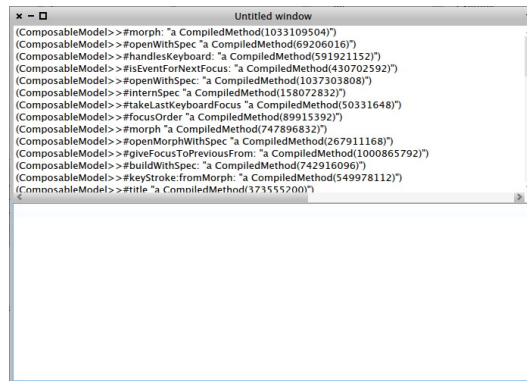 Untitled window
(ComposableModel>>#morph: "a CompiledMethod(1033109504)")
(ComposableModel>>#openWithSpec "a CompiledMethod(69206016)")
(ComposableModel>>#handlesKeyboard: "a CompiledMethod(591921152)")
(ComposableModel>>#isEventForNextFocus: "a CompiledMethod(430702592)")
(ComposableModel>>#openWithSpec: "a CompiledMethod(1037303808)")
(ComposableModel>>#internSpec "a CompiledMethod(158072832)")
(ComposableModel>>#takeLastKeyboardFocus "a CompiledMethod(50331648)")
(ComposableModel>>#focusOrder "a CompiledMethod(89915392)")
(ComposableModel>>#morph "a CompiledMethod(747896832)")
(ComposableModel>>#openMorphWithSpec "a CompiledMethod(267911168)")
(ComposableModel>>#giveFocusToPreviousFrom: "a CompiledMethod(1000865792)")
(ComposableModel>>#buildWithSpec: "a CompiledMethod(742916096)")
(ComposableModel>>#keyStroke:fromMorph: "a CompiledMethod(549978112)")
(ComposableModel>>#title "a CompiledMethod(373555200)")